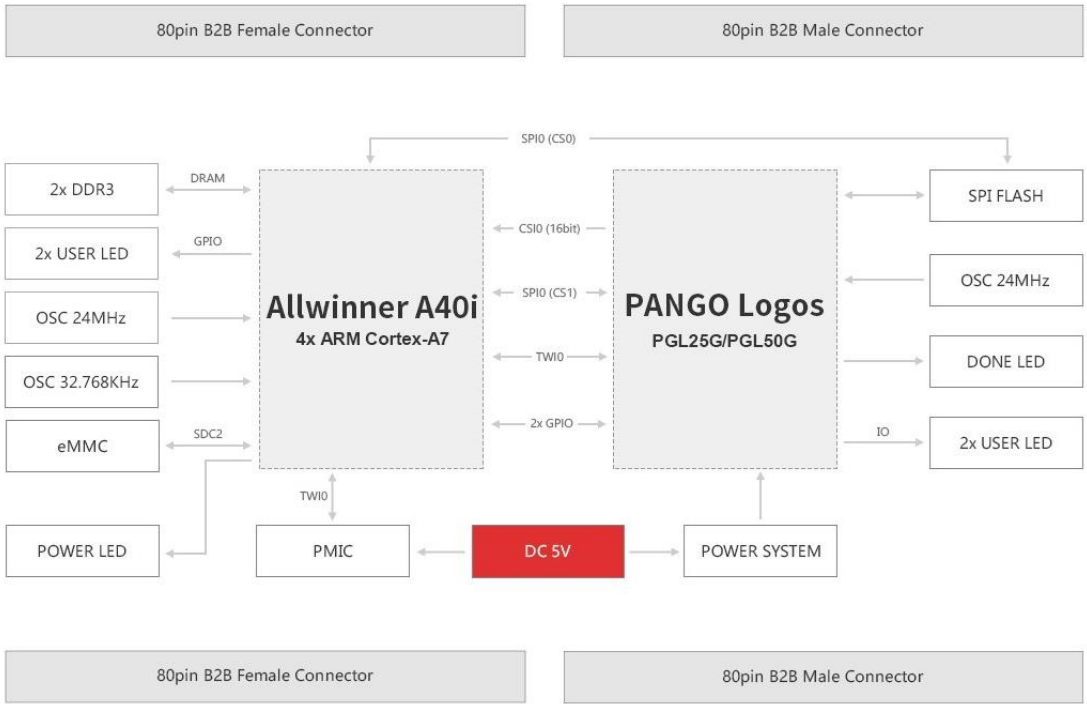 80pin B2B Female Connector
80pin B2B Male Connector
SPI0 (CS0)
2x DDR3
DRAM
SPI FLASH
2x USER LED
GPIO
CSI0 (16bit)
OSC 24MHz
Allwinner A40i
4x ARM Cortex-A7
SPI0 (CS1)
PANGO Logos
PGL25G/PGL50G
OSC 24MHz
OSC 32.768KHz
TWI0
DONE LED
eMMC
SDC2
2x GPIO
IO
2x USER LED
TWI0
POWER LED
PMIC
DC 5V
POWER SYSTEM
80pin B2B Female Connector
80pin B2B Male Connector